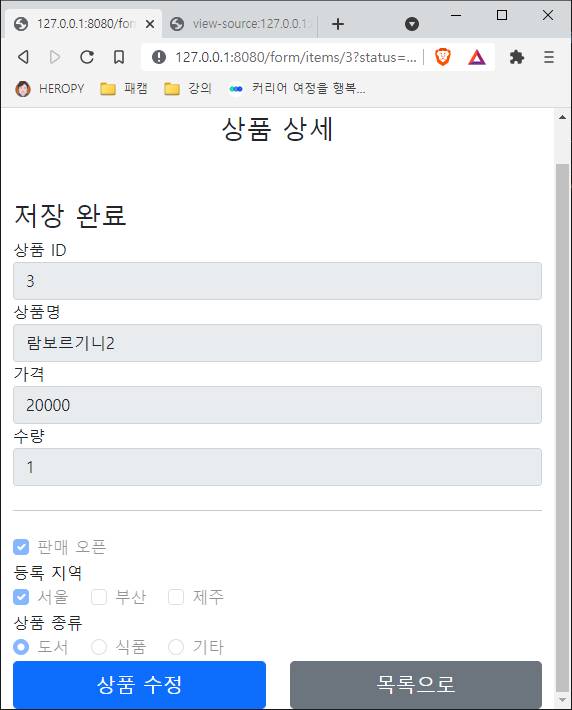 127.0.0.1:8080/form
view-source:127.0.0.1:8
127.0.0.1:8080/form/items/3?status=...
HEROPY 패캠 강의 커리어 여정을 행복...
상품 상세
저장 완료
상품 ID
3
상품명
람보르기니2
가격
20000
수량
1
판매 오픈
등록 지역
서울 부산 제주
상품 종류
도서 식품 기타
상품 수정 목록으로